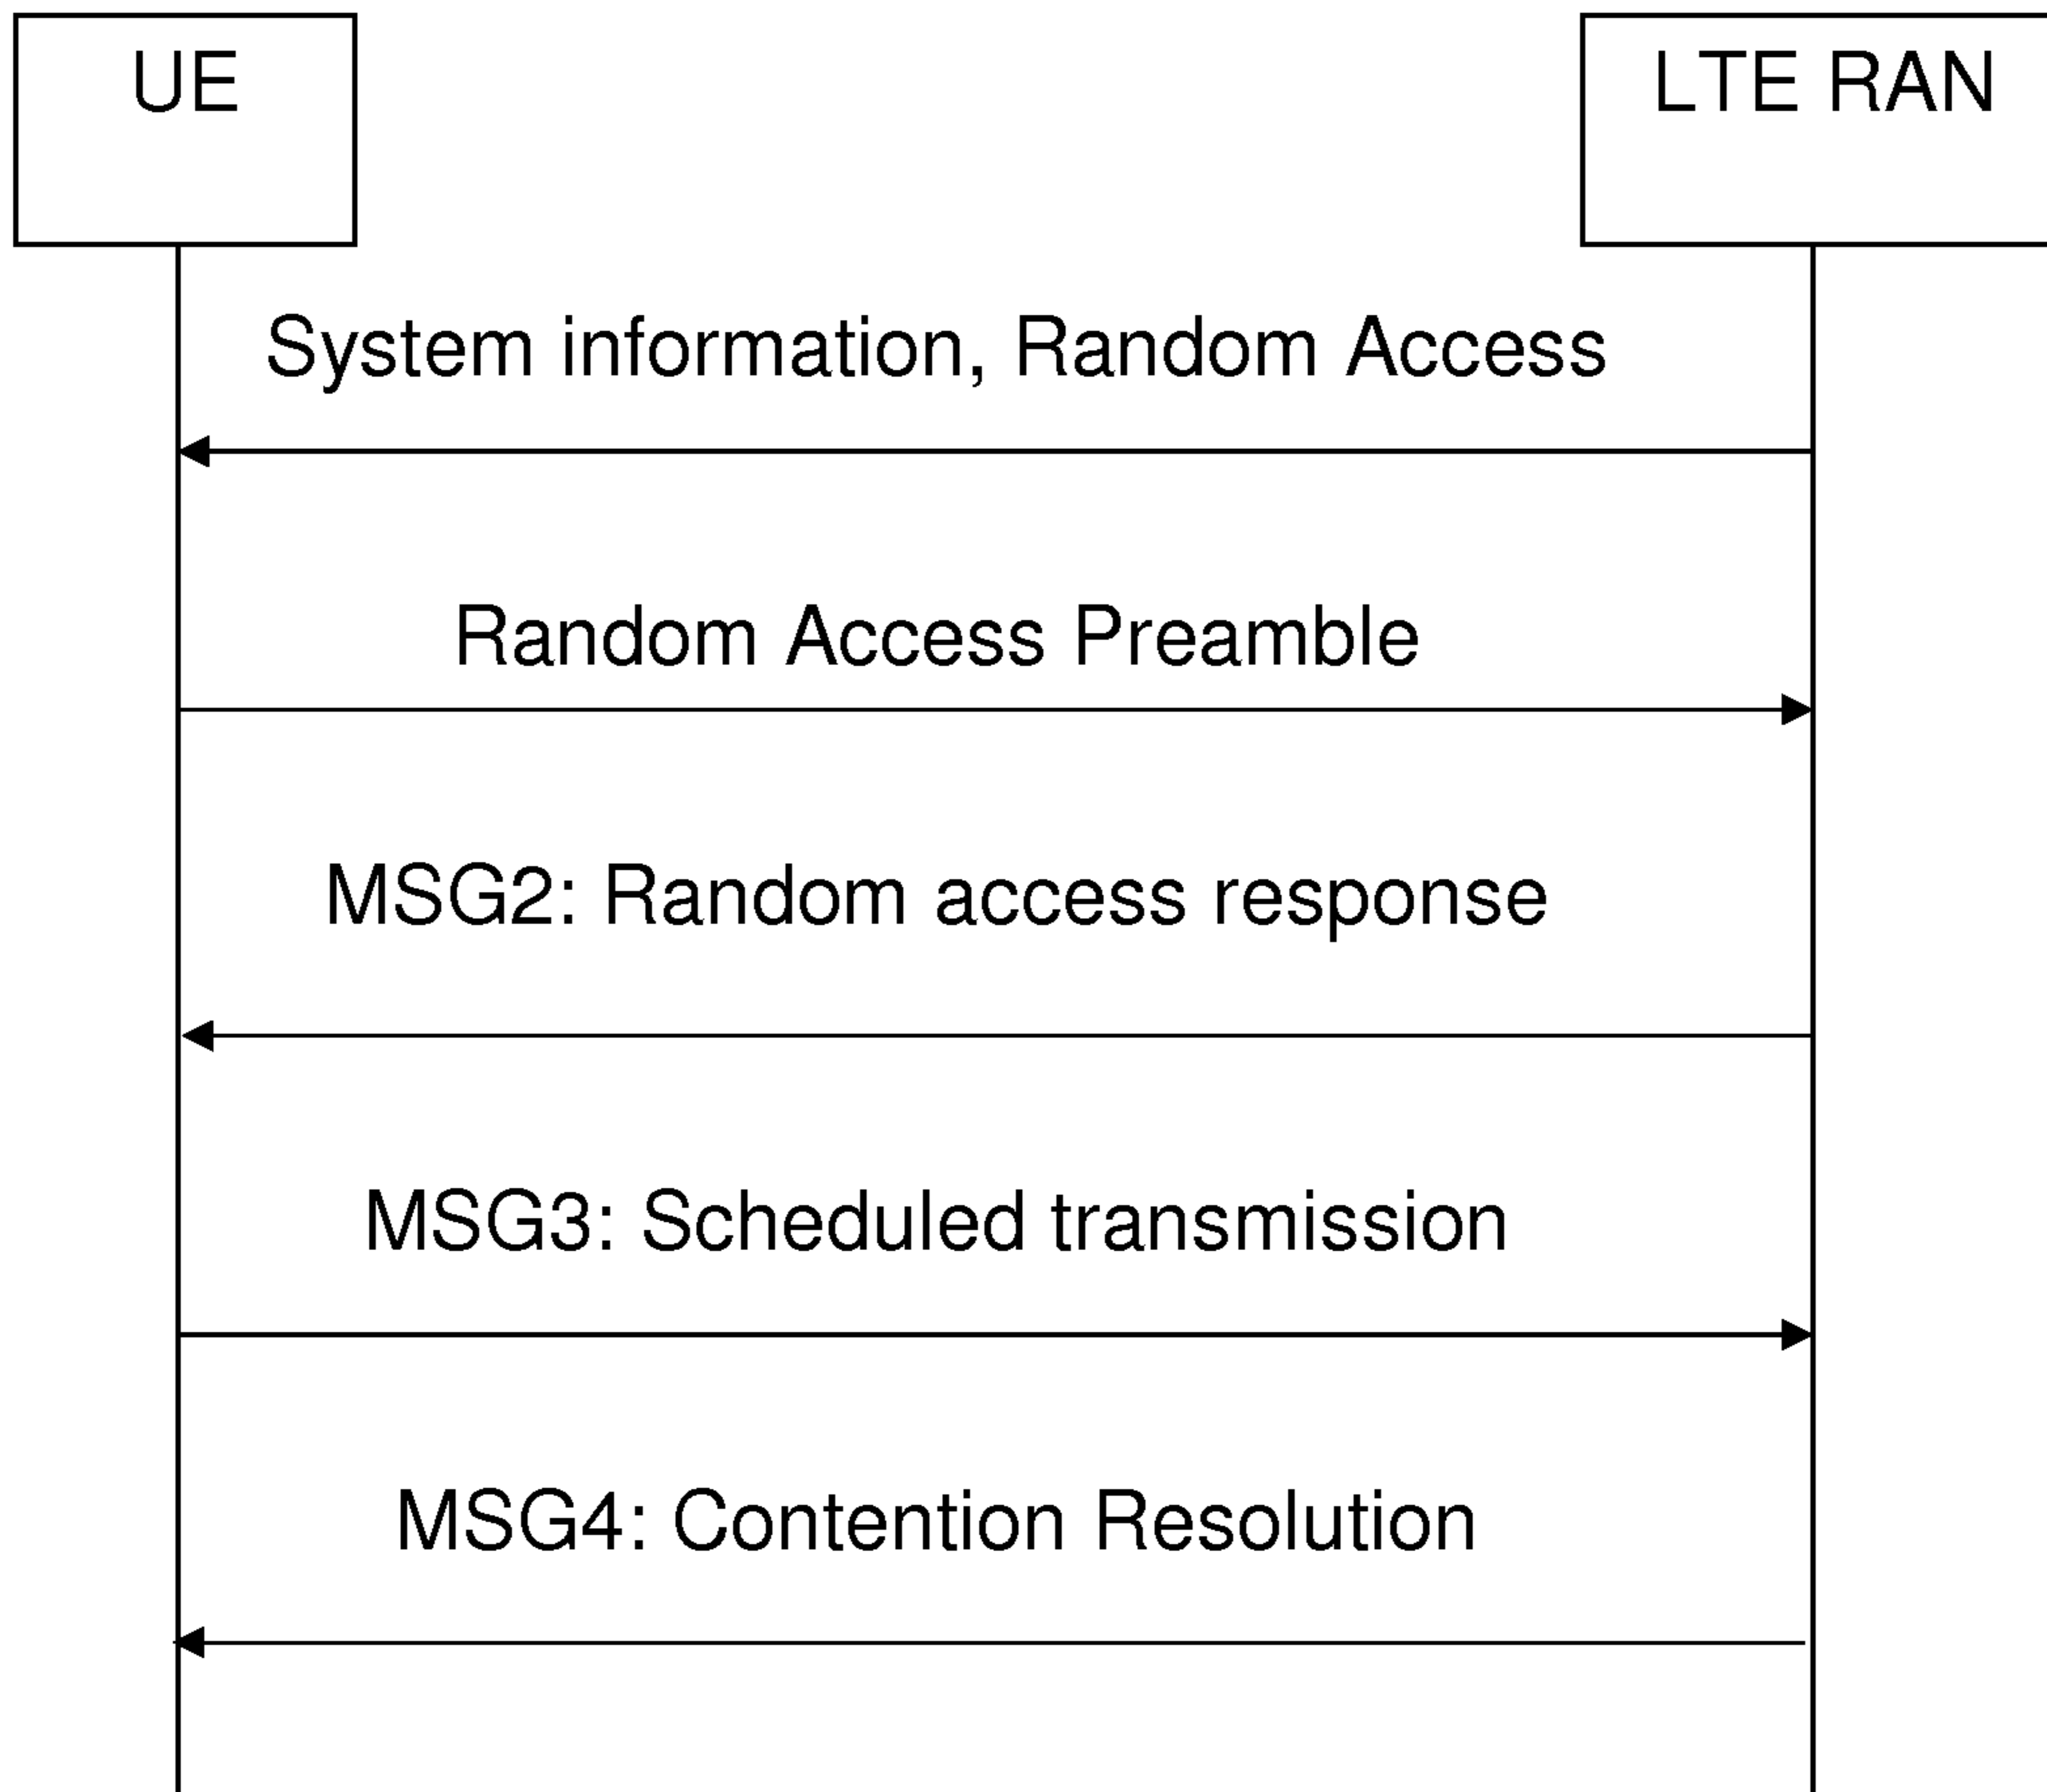 UE
LTE RAN
System information, Random Access
Random Access Preamble
MSG2: Random access response
MSG3: Scheduled transmission
MSG4: Contention Resolution